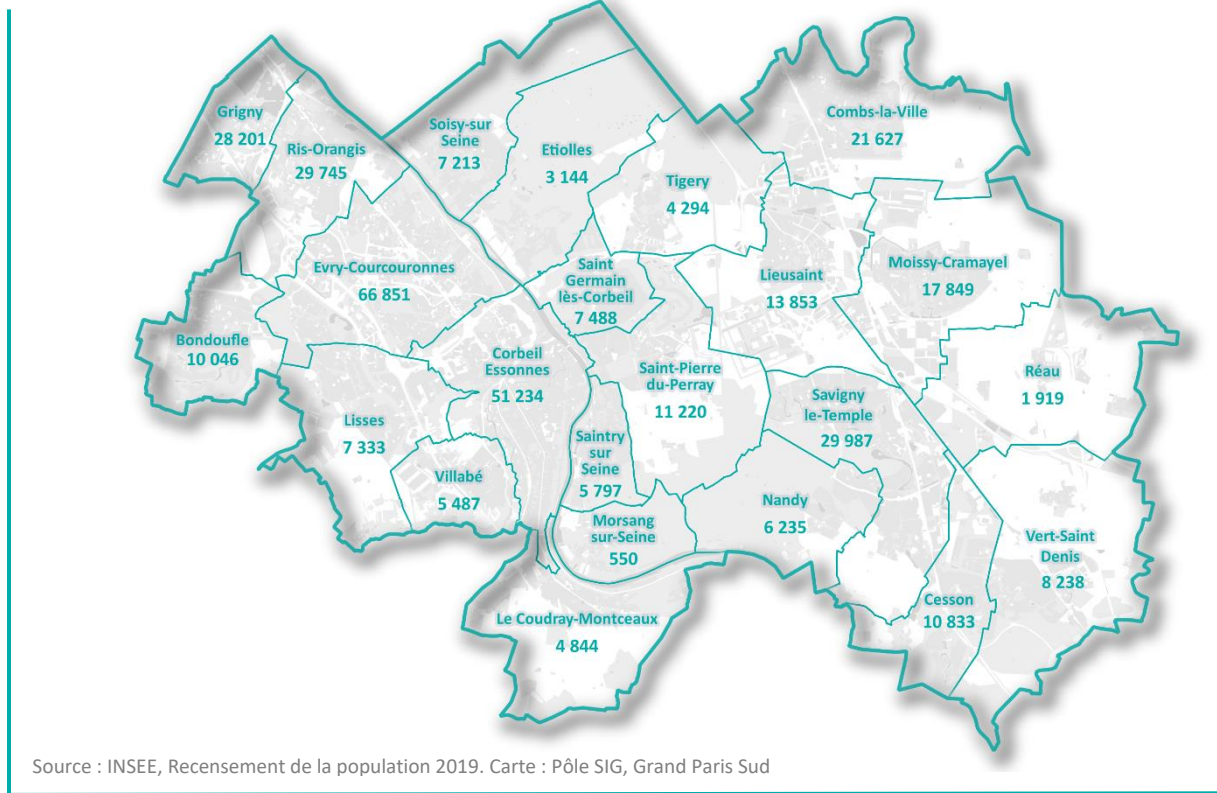 Grigny
28 201
Ris-Orangis
29 745
Soisy-sur
Seine
7 213
Etiolles
3 144
Tigery
4 294
Combs-la-Ville
21 627
Evry-Courcouronnes
66 851
Saint
Germain
lès-Corbeil
7 488
Lieusaint
13 853
Moissy-Cramayel
17 849
Bondoufle
10 046
Corbeil
Essonnes
51 234
Saint-Pierre
du-Perray
11 220
Savigny
le-Temple
29 987
Réau
1 919
Lisses
7 333
Villabé
5 487
Saintry
sur
Seine
5 797
Morsang
sur-Seine
550
Nandy
6 235
Vert-Saint
Denis
8 238
Cesson
10 833
Le Coudray-Montceaux
4 844
Source : INSEE, Recensement de la population 2019. Carte : Pôle SIG, Grand Paris Sud